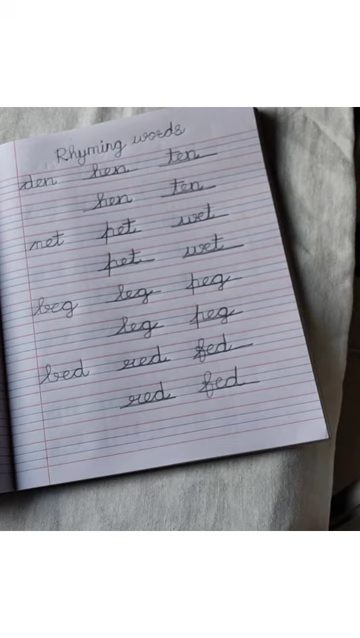 Rhyming words
den hen ten
hen ten
net pet wet
pet wet
beg leg peg
leg peg
bed red fed
red fed